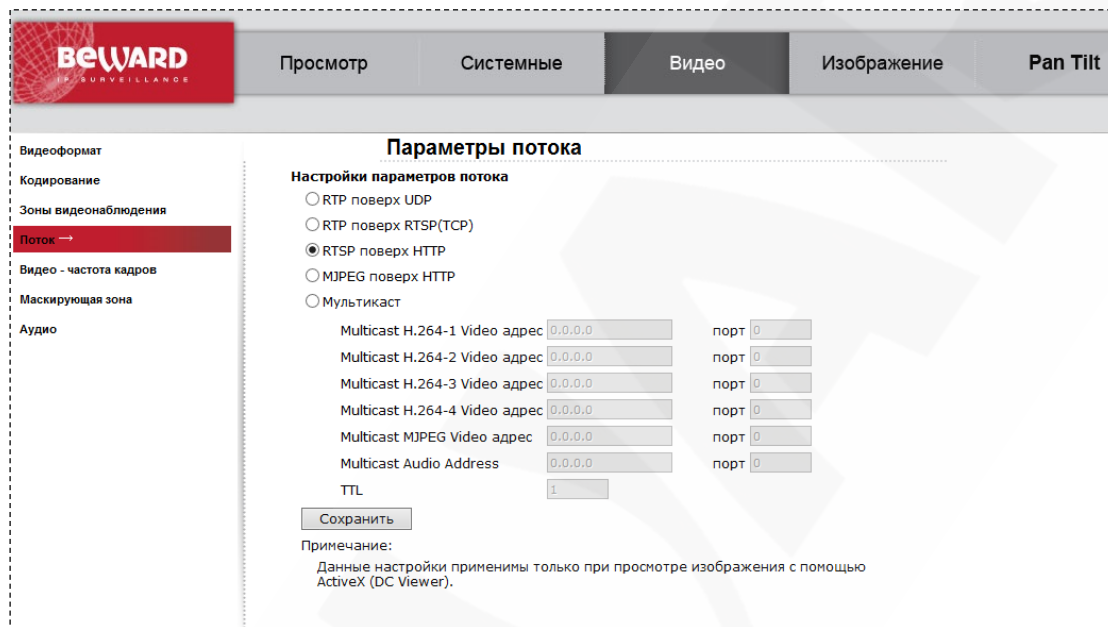 BEWARD
IP SURVEILLANCE
Просмотр
Системные
Видео
Изображение
Pan Tilt
Видеоформат
Кодирование
Зоны видеонаблюдения
Поток →
Видео - частота кадров
Маскирующая зона
Аудио
Параметры потока
Настройки параметров потока
RTP поверх UDP
RTP поверх RTSP(TCP)
RTSP поверх HTTP
MJPEG поверх HTTP
Мультикаст
Multicast H.264-1 Video адрес 0.0.0.0 порт 0
Multicast H.264-2 Video адрес 0.0.0.0 порт 0
Multicast H.264-3 Video адрес 0.0.0.0 порт 0
Multicast H.264-4 Video адрес 0.0.0.0 порт 0
Multicast MJPEG Video адрес 0.0.0.0 порт 0
Multicast Audio Address 0.0.0.0 порт 0
TTL 1
Сохранить
Примечание:
Данные настройки применимы только при просмотре изображения с помощью
ActiveX (DC Viewer).